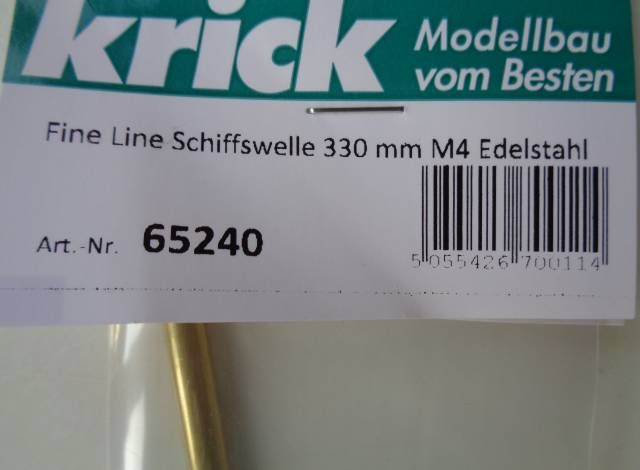 krick
Modellbau
vom Besten
Fine Line Schiffswelle 330 mm M4 Edelstahl
Art.-Nr. 65240
5 055426 700114